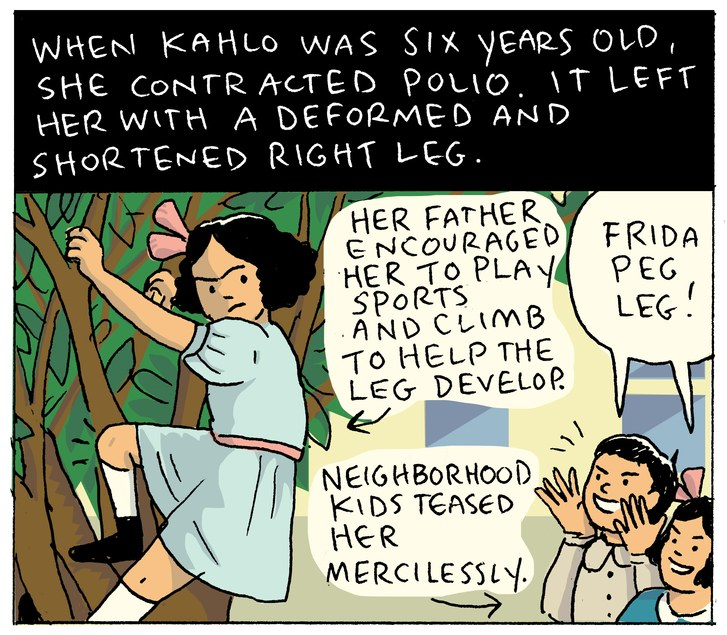 WHEN KAHLO WAS SIX YEARS OLD,
SHE CONTRACTED POLIO. IT LEFT
HER WITH A DEFORMED AND
SHORTENED RIGHT LEG.
HER FATHER
ENCOURAGED
HER TO PLAY
SPORTS
AND CLIMB
TO HELP THE
LEG DEVELOP.
FRIDA
PEG
LEG!
NEIGHBORHOOD
KIDS TEASED
HER
MERCILESSLY.